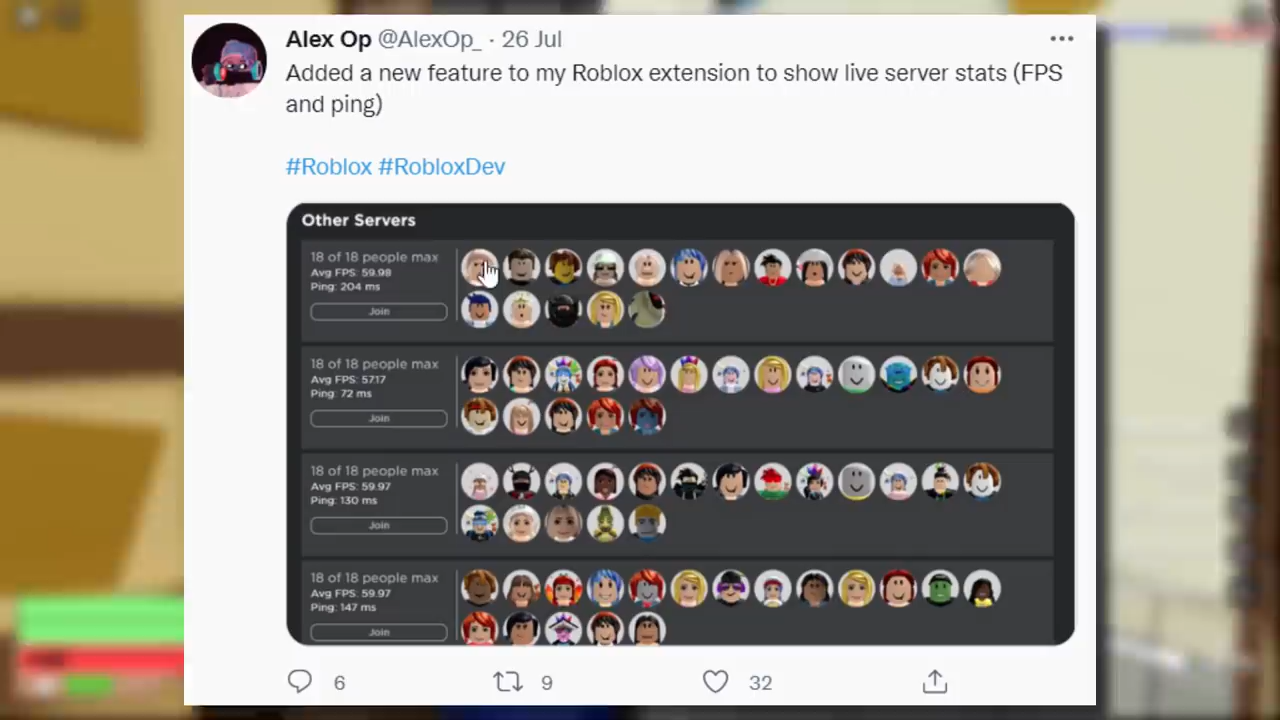 Alex Op @AlexOp_ · 26 Jul
Added a new feature to my Roblox extension to show live server stats (FPS
and ping)
#Roblox #RobloxDev
Other Servers
18 of 18 people max
Avg FPS: 59.98
Ping: 204 ms
Join
18 of 18 people max
Avg FPS: 57.17
Ping: 72 ms
Join
18 of 18 people max
Avg FPS: 59.97
Ping: 130 ms
Join
18 of 18 people max
Avg FPS: 59.97
Ping: 147 ms
Join
6 9 32